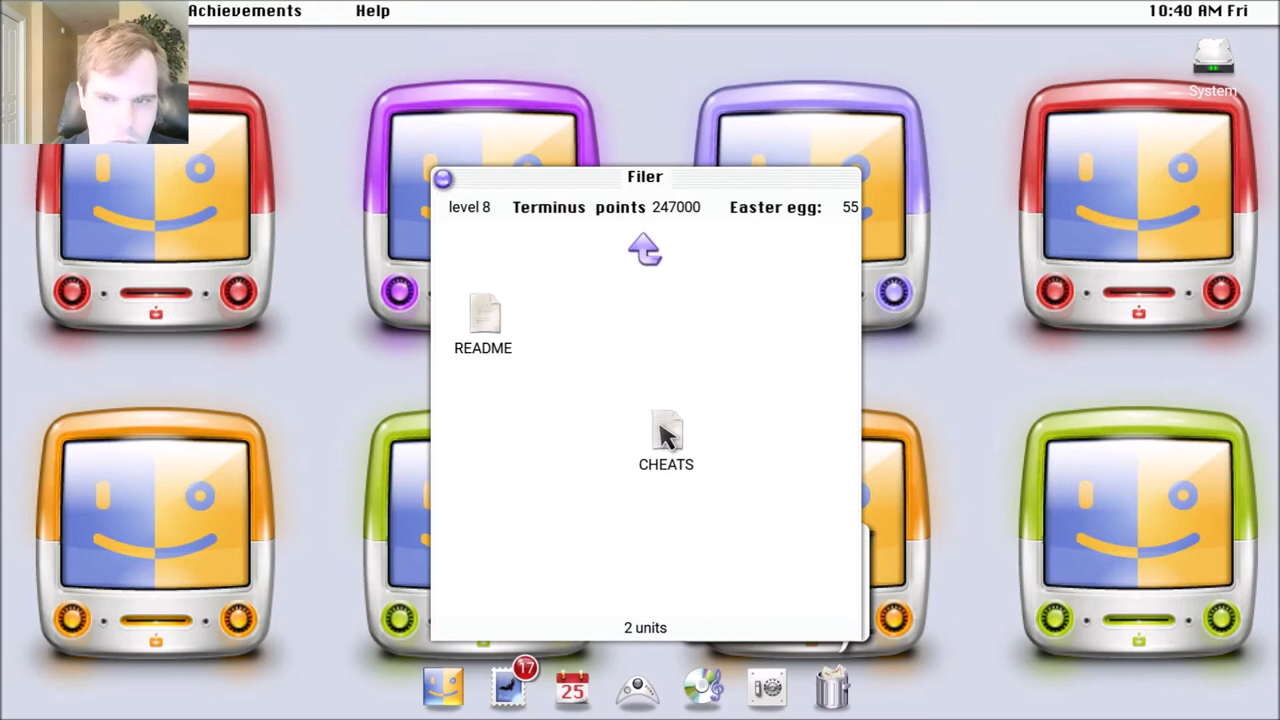 Achievements Help 10:40 AM Fri
System
Filer
level 8 Terminus points 247000 Easter egg: 55
README
CHEATS
2 units
17
25